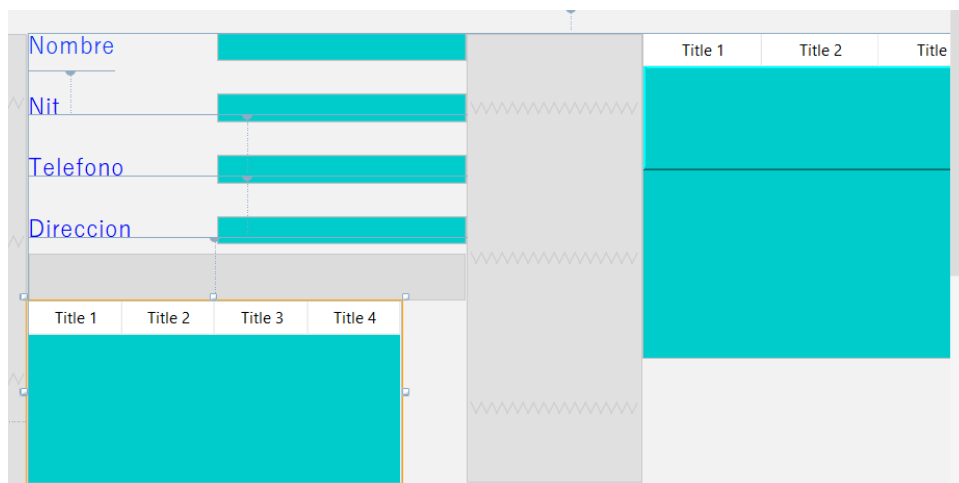 Nombre
Nit
Telefono
Direccion
Title 1 Title 2 Title 3 Title 4
Title 1 Title 2 Title